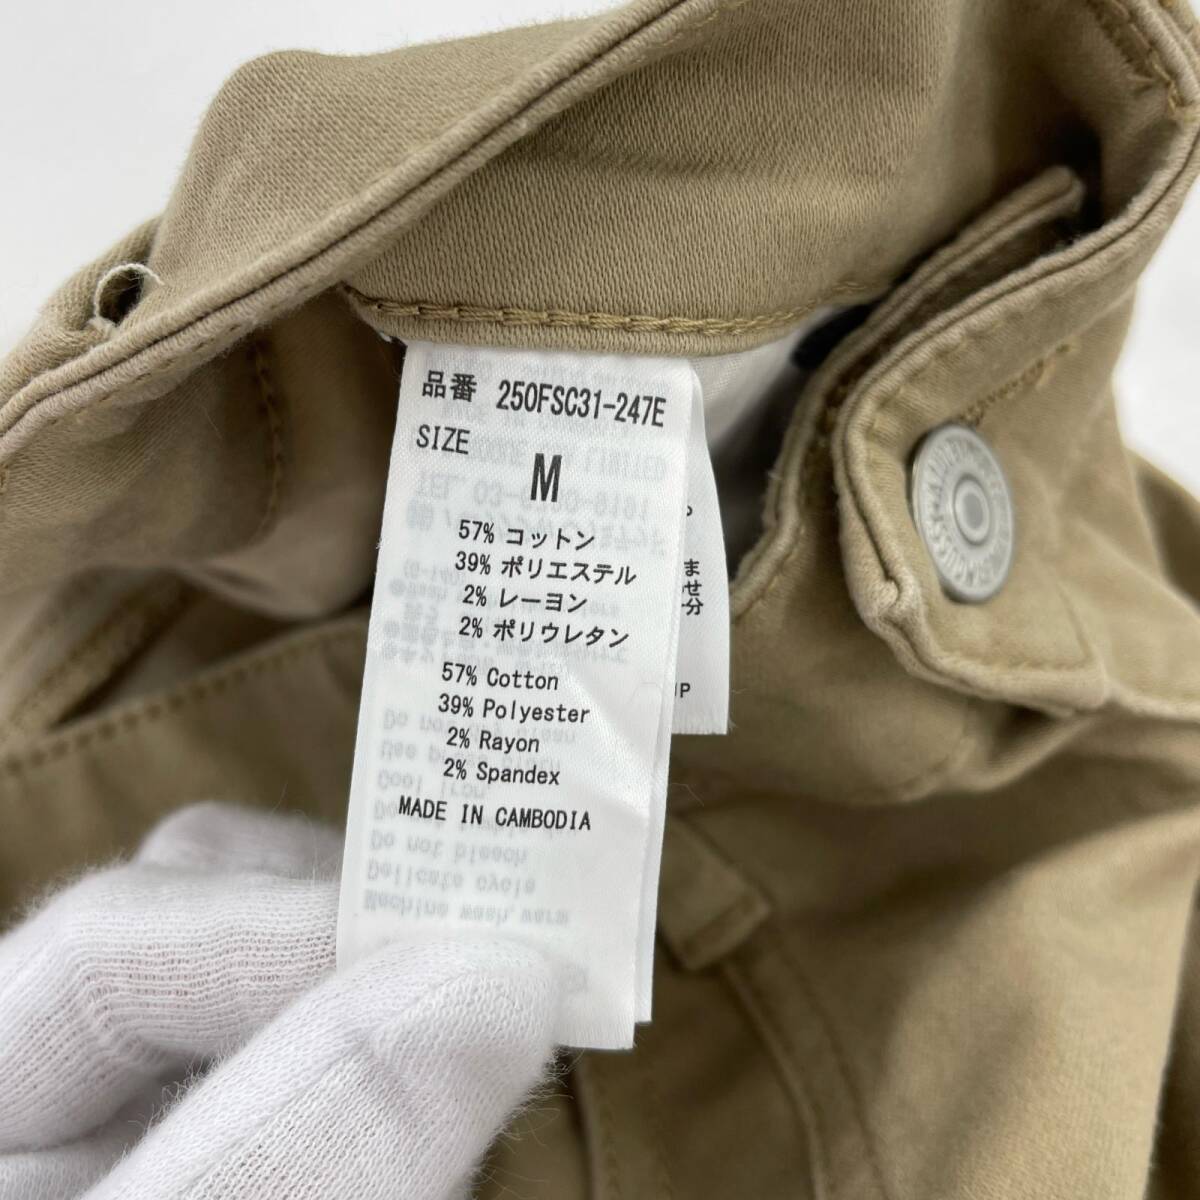 品番 250FSC31-247E
SIZE
M
57% コットン
39% ポリエステル
2% レーヨン
2% ポリウレタン
57% Cotton
39% Polyester
2% Rayon
2% Spandex
MADE IN CAMBODIA